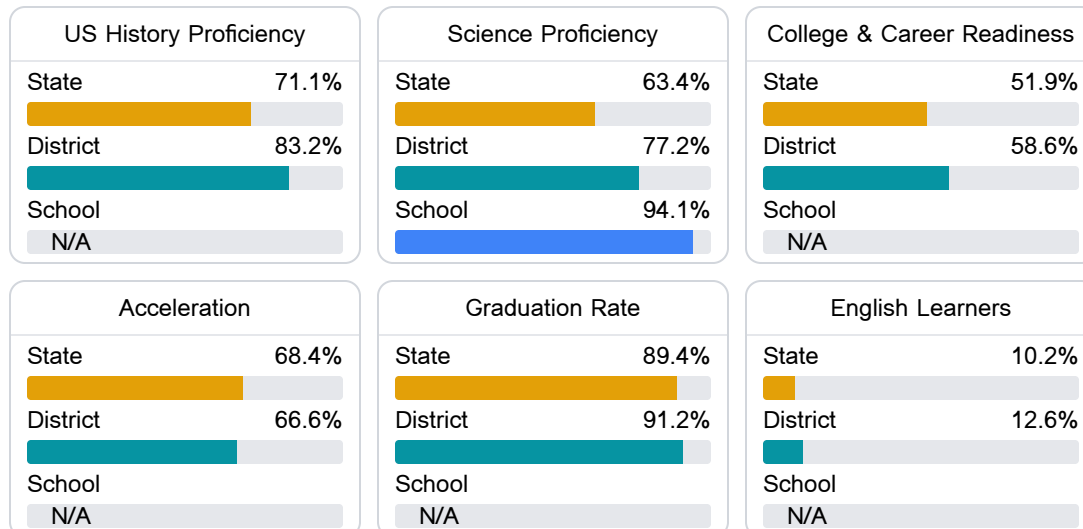 US History Proficiency
State 71.1%
District 83.2%
School
N/A
Science Proficiency
State 63.4%
District 77.2%
School 94.1%
College & Career Readiness
State 51.9%
District 58.6%
School
N/A
Acceleration
State 68.4%
District 66.6%
School
N/A
Graduation Rate
State 89.4%
District 91.2%
School
N/A
English Learners
State 10.2%
District 12.6%
School
N/A